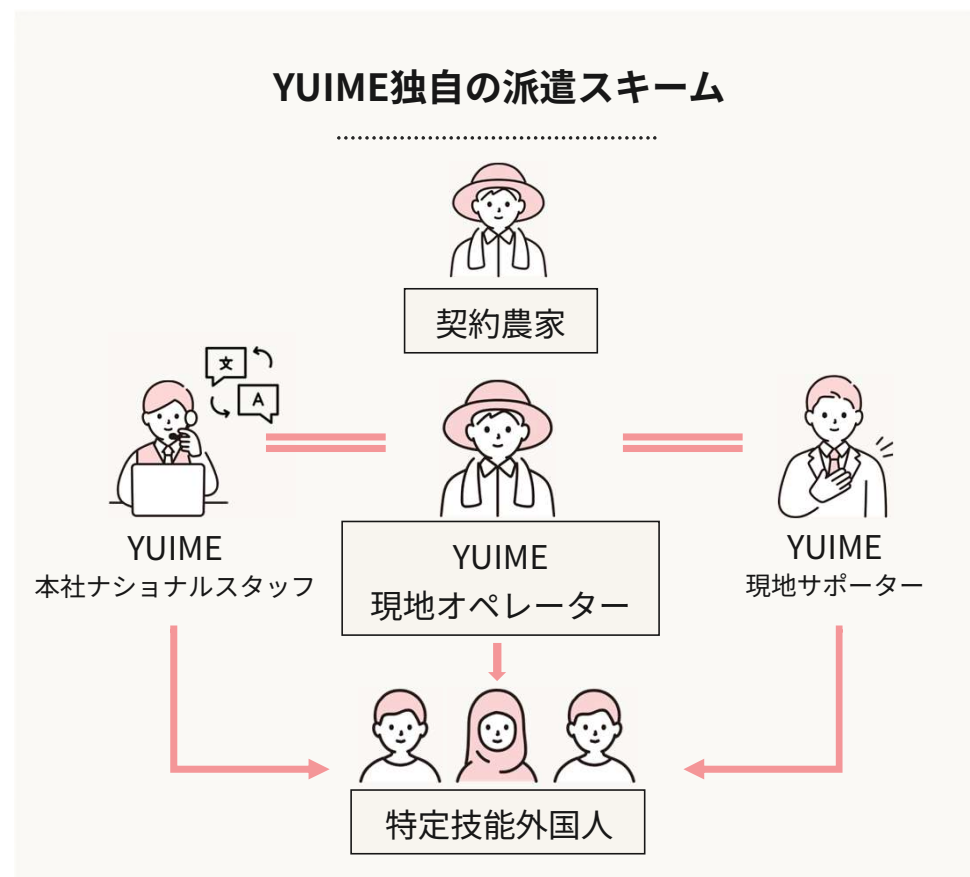 YUIME独自の派遣スキーム
契約農家
文
A
YUIME
本社ナショナルスタッフ
YUIME
現地オペレーター
YUIME
現地サポーター
特定技能外国人